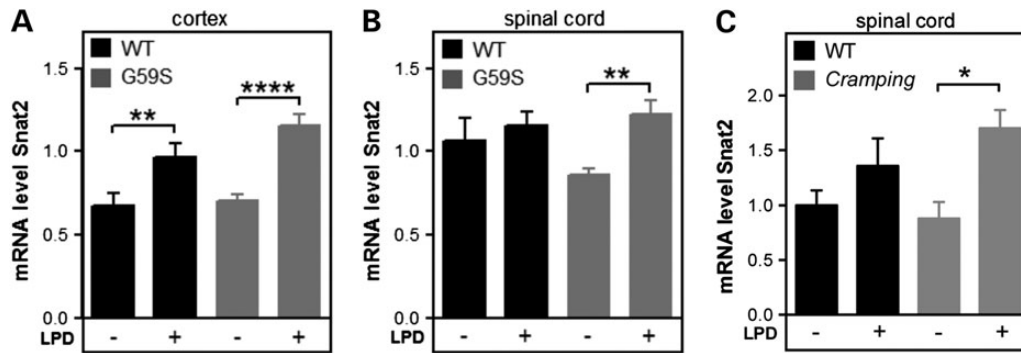 A
cortex
mRNA level Snat2
1.5
1.0
0.5
0.0
WT
G59S
**
****
LPD
- + - +
B
spinal cord
mRNA level Snat2
1.5
1.0
0.5
0.0
WT
G59S
**
LPD
- + - +
C
spinal cord
mRNA level Snat2
2.0
1.5
1.0
0.5
0.0
WT
Cramping
*
LPD
- + - +